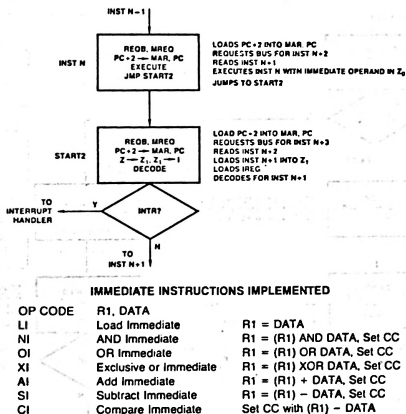 INST N-1
INST N
REQB, MREQ
PC+2 → MAR, PC
EXECUTE
JMP START2
LOADS PC+2 INTO MAR, PC
REQUESTS BUS FOR INST N+2
READS INST N+1
EXECUTES INST N WITH IMMEDIATE OPERAND IN Z₀
JUMPS TO START2
START2
REQB, MREQ
PC+2 → MAR, PC
Z → Z₁, Z₁ → I
DECODE
LOAD PC+2 INTO MAR, PC
REQUESTS BUS FOR INST N+3
READS INST N+2
LOADS INST N+1 INTO Z₁
LOADS IREG
DECODES FOR INST N+1
TO
INTERRUPT
HANDLER
Y
INTR?
N
TO
INST N+1
IMMEDIATE INSTRUCTIONS IMPLEMENTED
OP CODE R1, DATA
LI Load Immediate R1 = DATA
NI AND Immediate R1 = (R1) AND DATA, Set CC
OI OR Immediate R1 = (R1) OR DATA, Set CC
XI Exclusive or Immediate R1 = (R1) XOR DATA, Set CC
AI Add Immediate R1 = (R1) + DATA, Set CC
SI Subtract Immediate R1 = (R1) − DATA, Set CC
CI Compare Immediate Set CC with (R1) − DATA